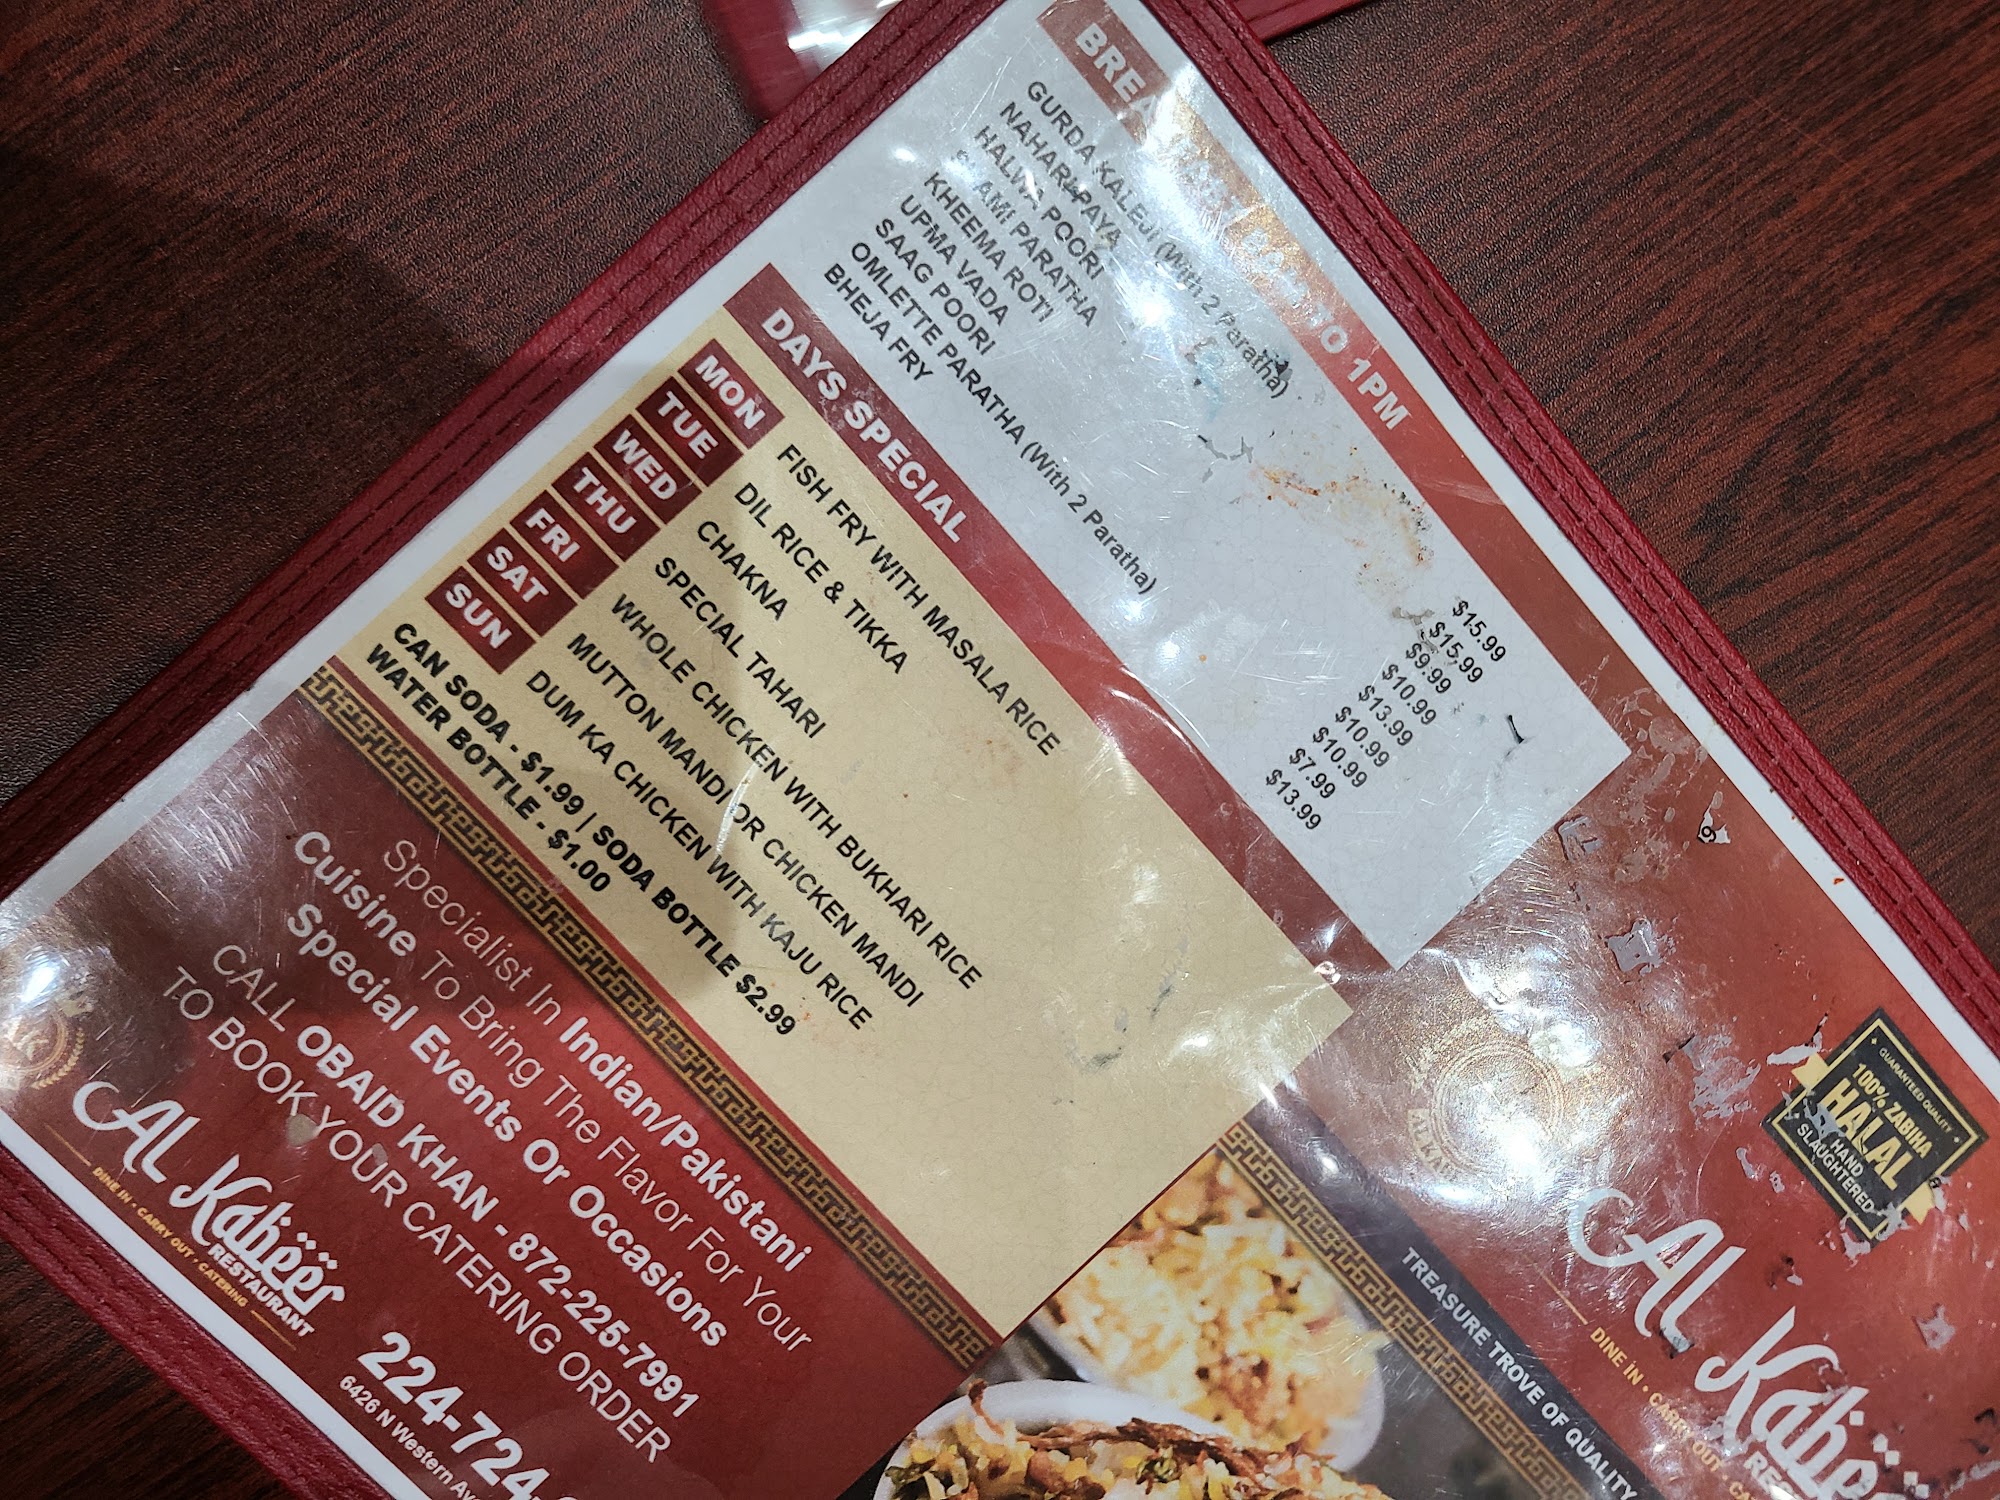 TO 1PM
GURDA KALEJI (With 2 Paratha) $15.99
NAHARI-PAYA $15.99
HALWA POORI $9.99
PARATHA $10.99
KHEEMA ROTI $13.99
UPMA VADA $10.99
SAAG POORI $10.99
OMLETTE PARATHA (With 2 Paratha) $7.99
BHEJA FRY $13.99
DAYS SPECIAL
MON FISH FRY WITH MASALA RICE
TUE DIL RICE & TIKKA
WED CHAKNA
THU SPECIAL TAHARI
FRI WHOLE CHICKEN WITH BUKHARI RICE
SAT MUTTON MANDI OR CHICKEN MANDI
SUN DUM KA CHICKEN WITH KAJU RICE
CAN SODA - $1.99 | SODA BOTTLE $2.99
WATER BOTTLE - $1.00
Specialist In Indian/Pakistani
Cuisine To Bring The Flavor For Your
Special Events Or Occasions
CALL OBAID KHAN - 872-225-7991
TO BOOK YOUR CATERING ORDER
AL Kabeer
RESTAURANT
DINE IN • CARRY OUT • CATERING
224-724-
6426 N Western Ave
GUARANTEED QUALITY
100% ZABIHA
HALAL
HAND
SLAUGHTERED
AL Kabeer
DINE IN • CARRY OUT •
TREASURE TROVE OF QUALITY